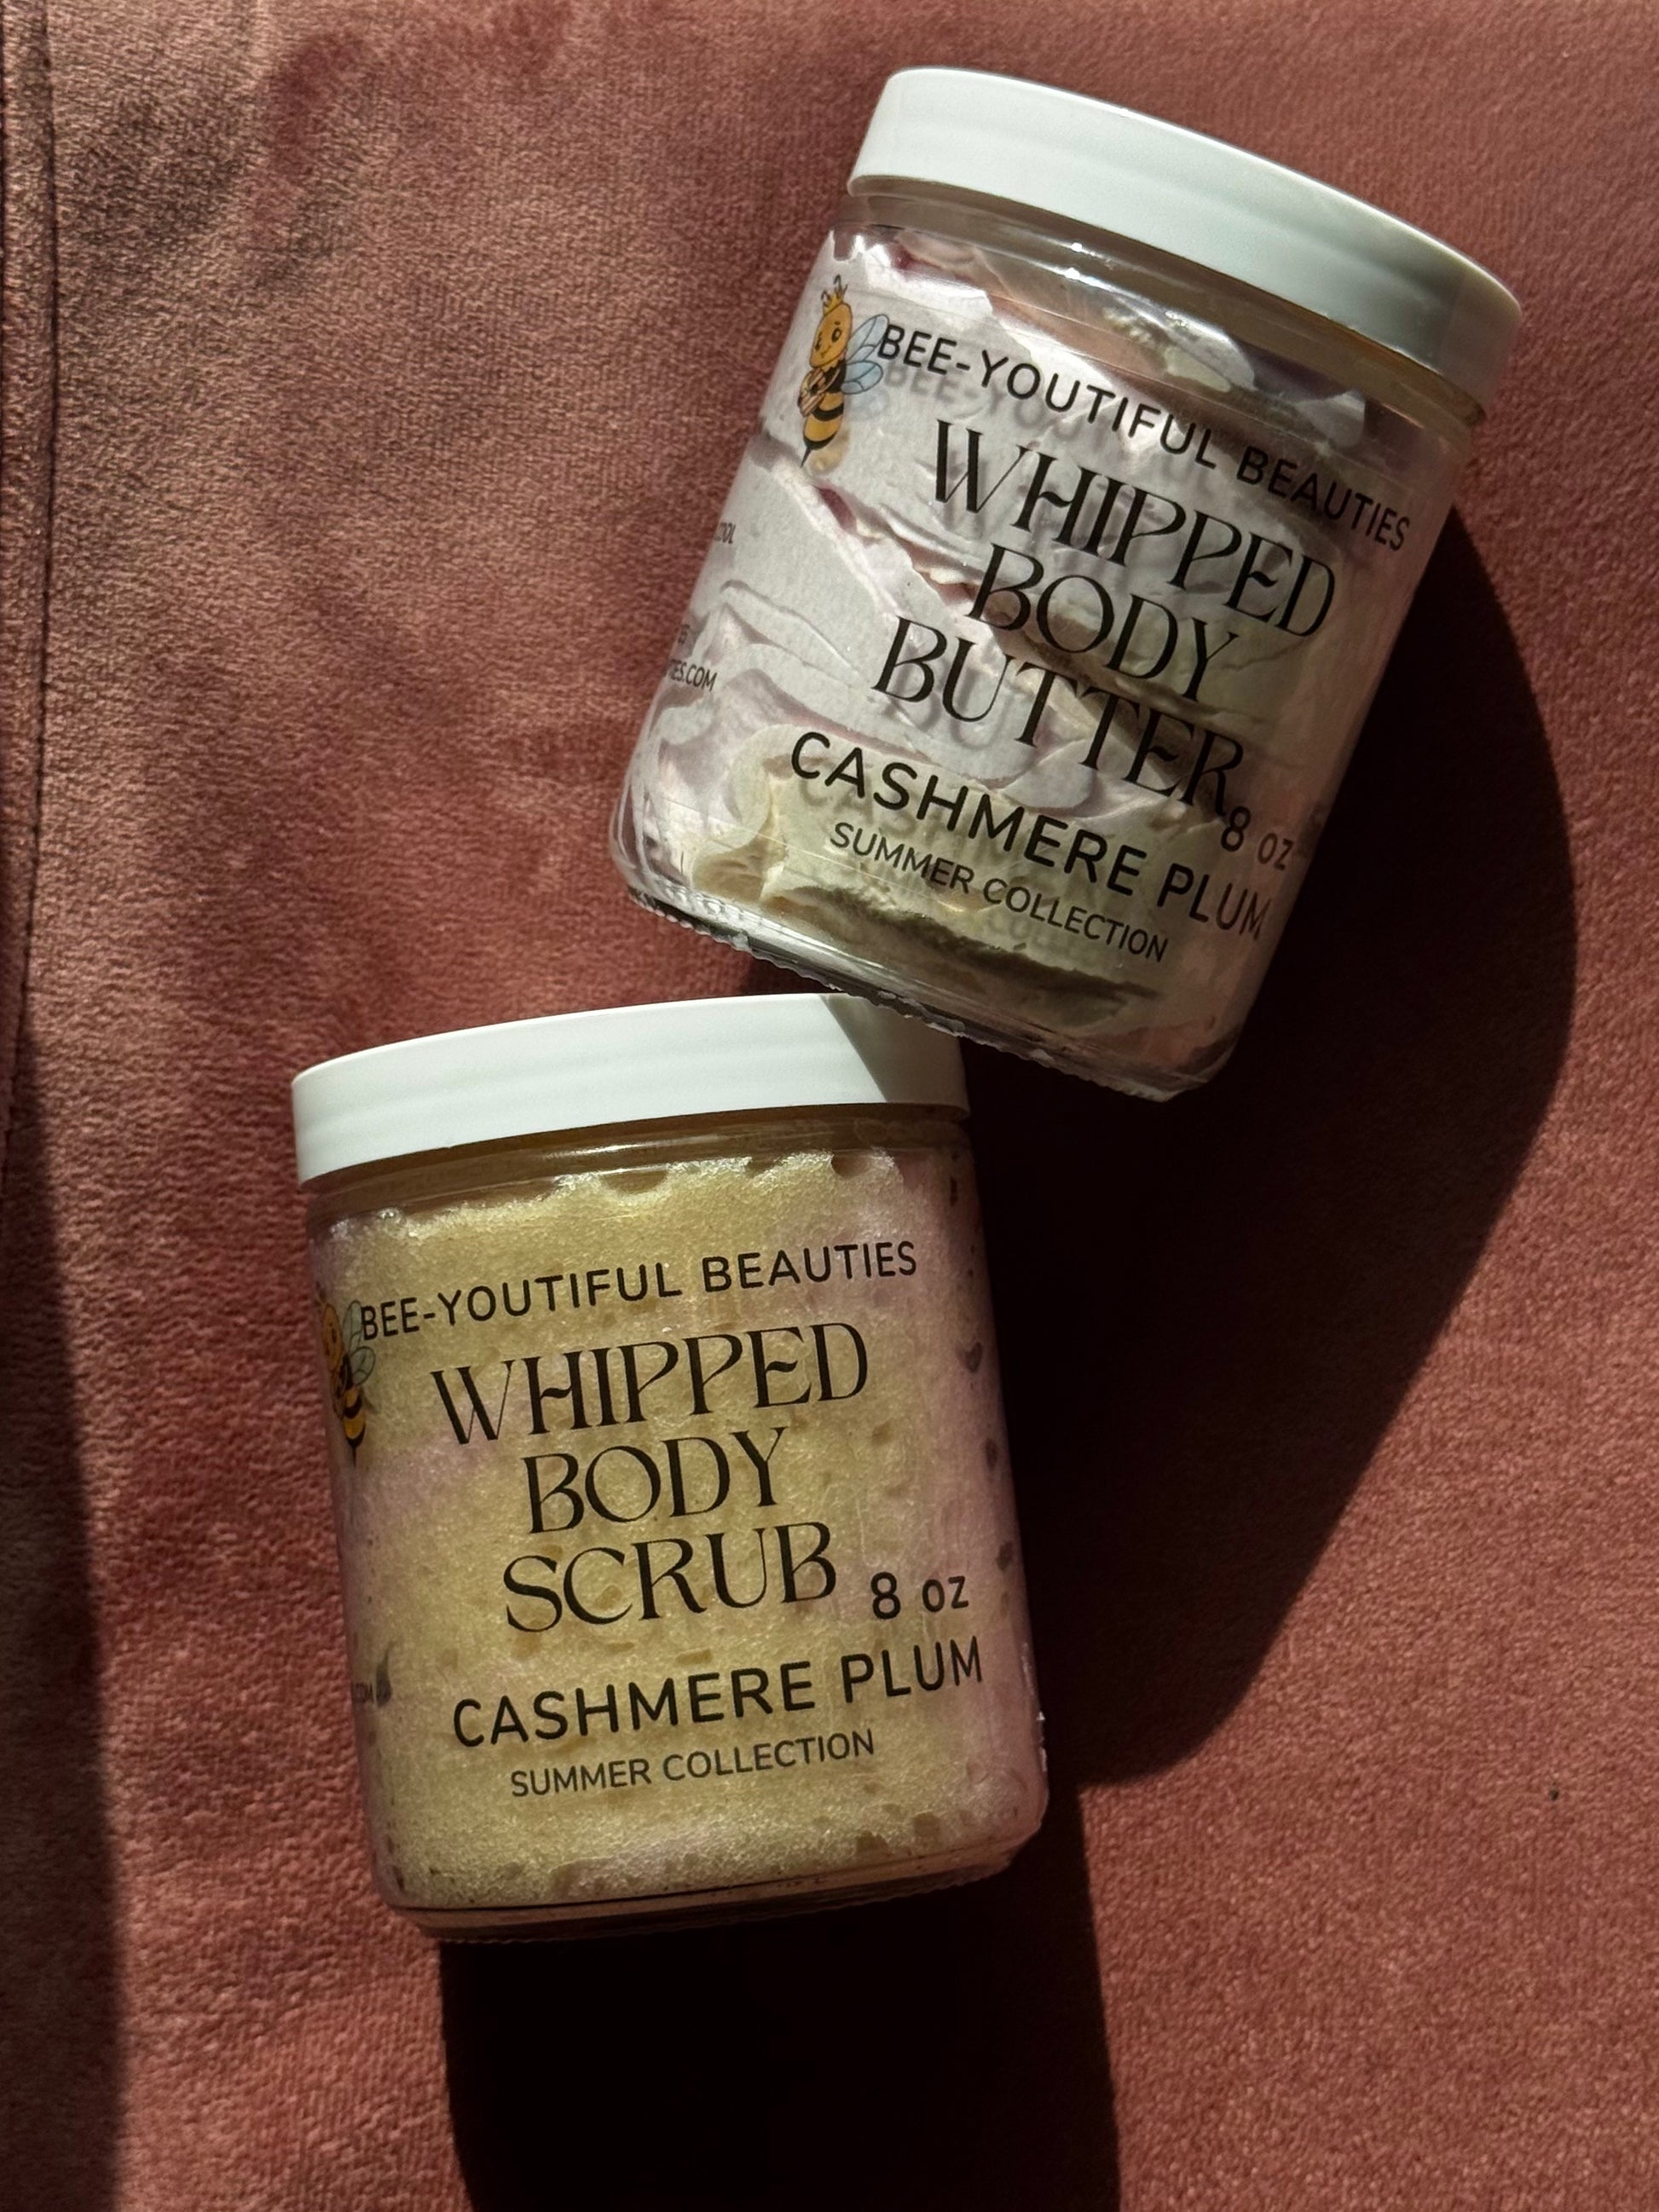 BEE-YOUTIFUL BEAUTIES
WHIPPED
BODY
BUTTER
8 oz
CASHMERE PLUM
SUMMER COLLECTION
BEE-YOUTIFUL BEAUTIES
WHIPPED
BODY
SCRUB
8 oz
CASHMERE PLUM
SUMMER COLLECTION